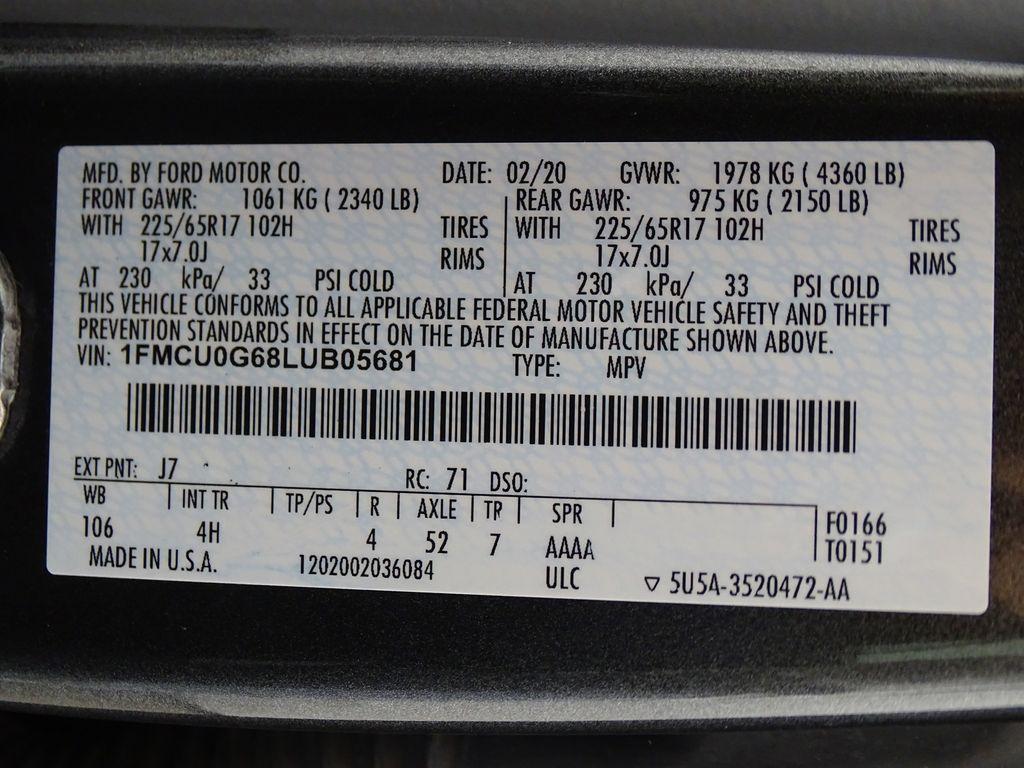 MFD. BY FORD MOTOR CO. DATE: 02/20 GVWR: 1978 KG ( 4360 LB)
FRONT GAWR: 1061 KG ( 2340 LB) REAR GAWR: 975 KG ( 2150 LB)
WITH 225/65R17 102H TIRES WITH 225/65R17 102H TIRES
17x7.0J RIMS 17x7.0J RIMS
AT 230 kPa/ 33 PSI COLD AT 230 kPa/ 33 PSI COLD
THIS VEHICLE CONFORMS TO ALL APPLICABLE FEDERAL MOTOR VEHICLE SAFETY AND THEFT
PREVENTION STANDARDS IN EFFECT ON THE DATE OF MANUFACTURE SHOWN ABOVE.
VIN: 1FMCU0G68LUB05681 TYPE: MPV
EXT PNT: J7 RC: 71 DSO:
WB INT TR TP/PS R AXLE TR SPR F0166
106 4H 4 52 7 AAAA T0151
MADE IN U.S.A. 1202002036084 ULC ▽ 5U5A-3520472-AA